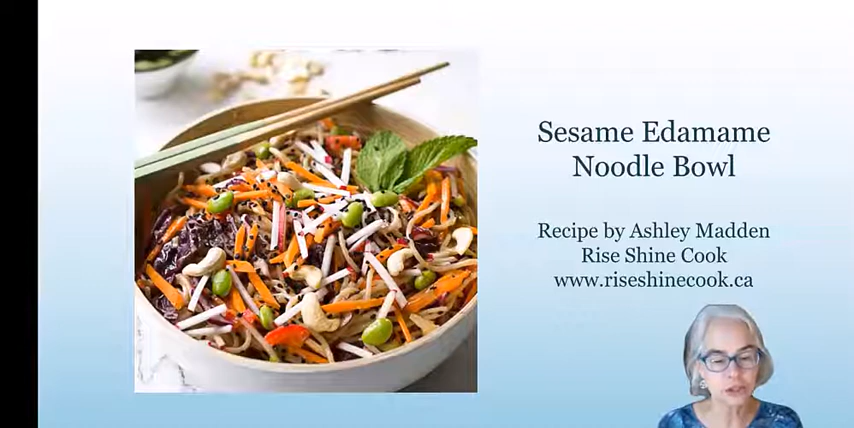 Sesame Edamame
Noodle Bowl
Recipe by Ashley Madden
Rise Shine Cook
www.riseshinecook.ca